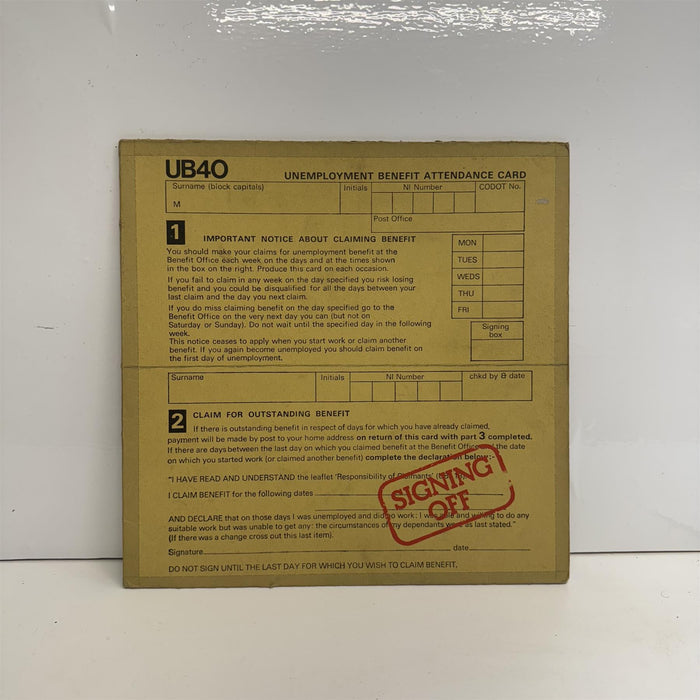 UB40 UNEMPLOYMENT BENEFIT ATTENDANCE CARD
Surname (block capitals) Initials NI Number CODOT No.
M
Post Office
1 IMPORTANT NOTICE ABOUT CLAIMING BENEFIT
You should make your claims for unemployment benefit at the
Benefit Office each week on the days and at the times shown
in the box on the right. Produce this card on each occasion.
If you fail to claim in any week on the day specified you risk losing
benefit and you could be disqualified for all the days between your
last claim and the day you next claim.
If you do miss claiming benefit on the day specified go to the
Benefit Office on the very next day you can (but not on
Saturday or Sunday). Do not wait until the specified day in the following
week.
This notice ceases to apply when you start work or claim another
benefit. If you again become unemployed you should claim benefit on
the first day of unemployment.
MON
TUES
WEDS
THU
FRI
Signing
box
Surname Initials NI Number chkd by & date
2 CLAIM FOR OUTSTANDING BENEFIT
If there is outstanding benefit in respect of days for which you have already claimed,
payment will be made by post to your home address on return of this card with part 3 completed.
If there are days between the last day on which you claimed benefit at the Benefit Office and the date
on which you started work (or claimed another benefit) complete the declaration below:-
"I HAVE READ AND UNDERSTAND the leaflet 'Responsibility of Claimants'
I CLAIM BENEFIT for the following dates
AND DECLARE that on those days I was unemployed and did no work: I was able and willing to do any
suitable work but was unable to get any: the circumstances of my dependants were as last stated."
(If there was a change cross out this last item).
Signature date
DO NOT SIGN UNTIL THE LAST DAY FOR WHICH YOU WISH TO CLAIM BENEFIT,
SIGNING
OFF